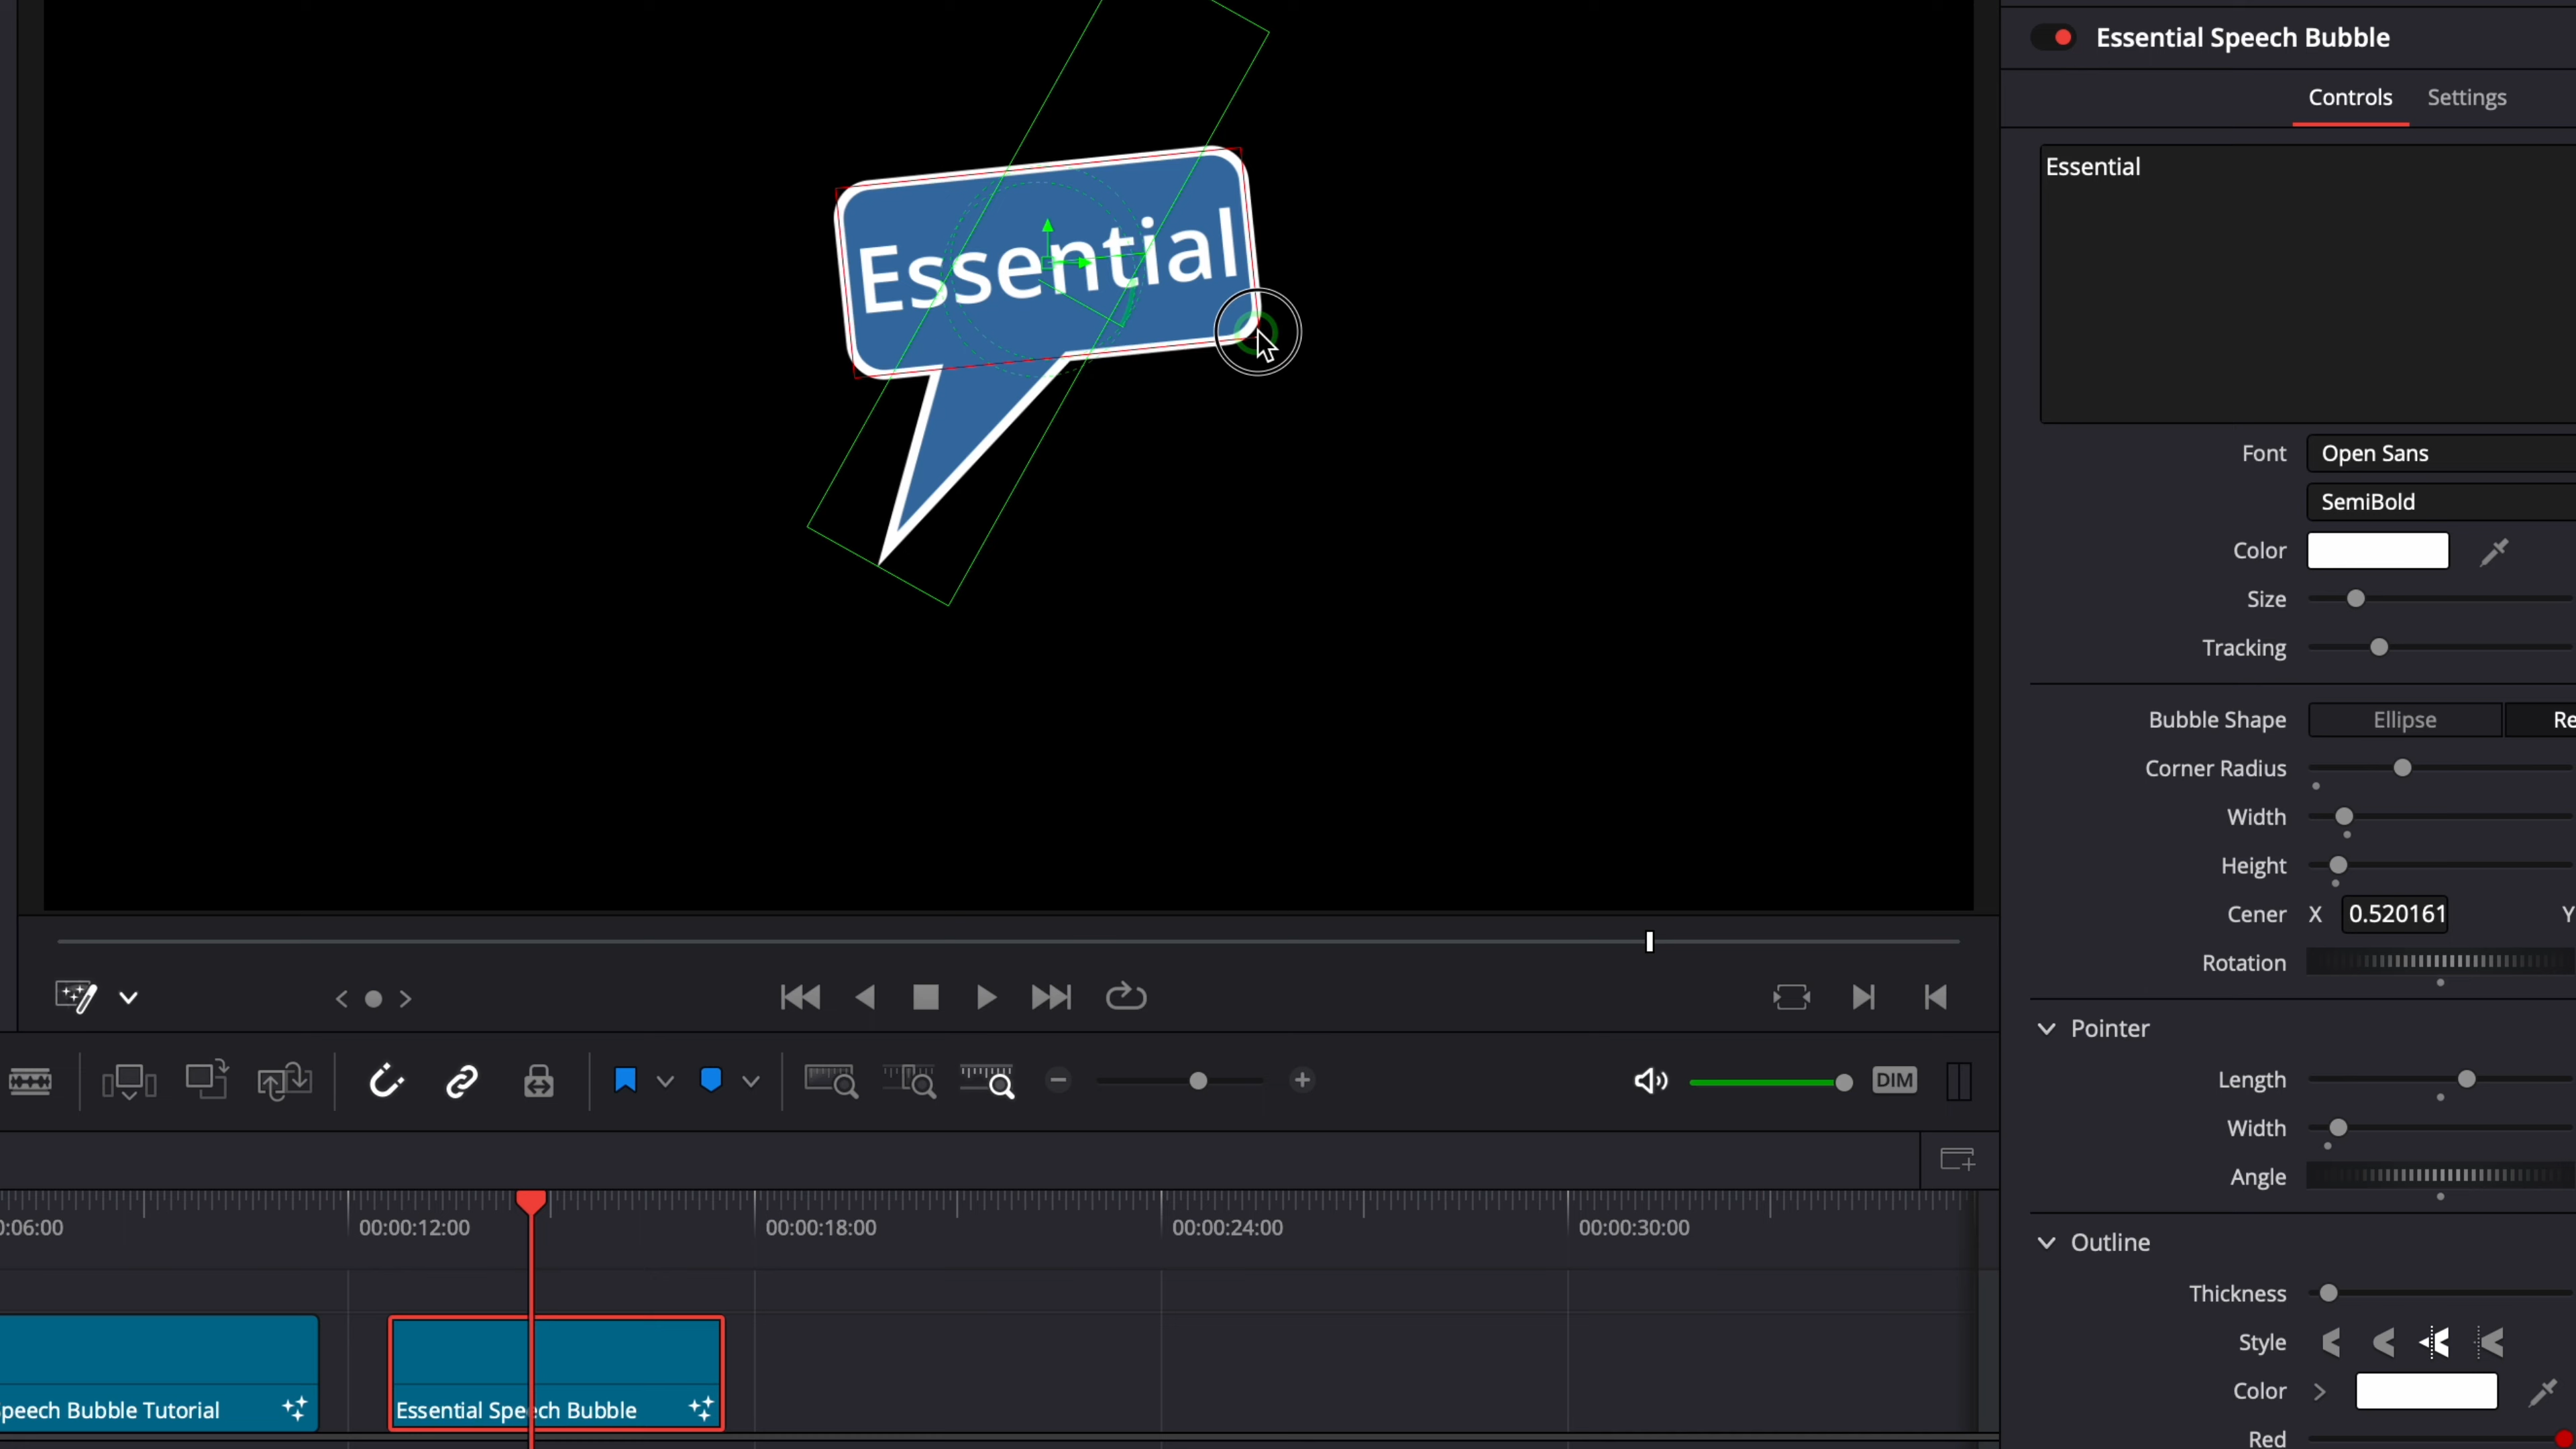 Essential Speech Bubble
Controls Settings
Essential
Essential
Font Open Sans
SemiBold
Color
Size
Tracking
Bubble Shape Ellipse Re
Corner Radius
Width
Height
Cener X 0.520161 Y
Rotation
Pointer
Length
Width
Angle
Outline
Thickness
Style
Color
Red
DIM
0:06:00 00:00:12:00 00:00:18:00 00:00:24:00 00:00:30:00
peech Bubble Tutorial Essential Speech Bubble